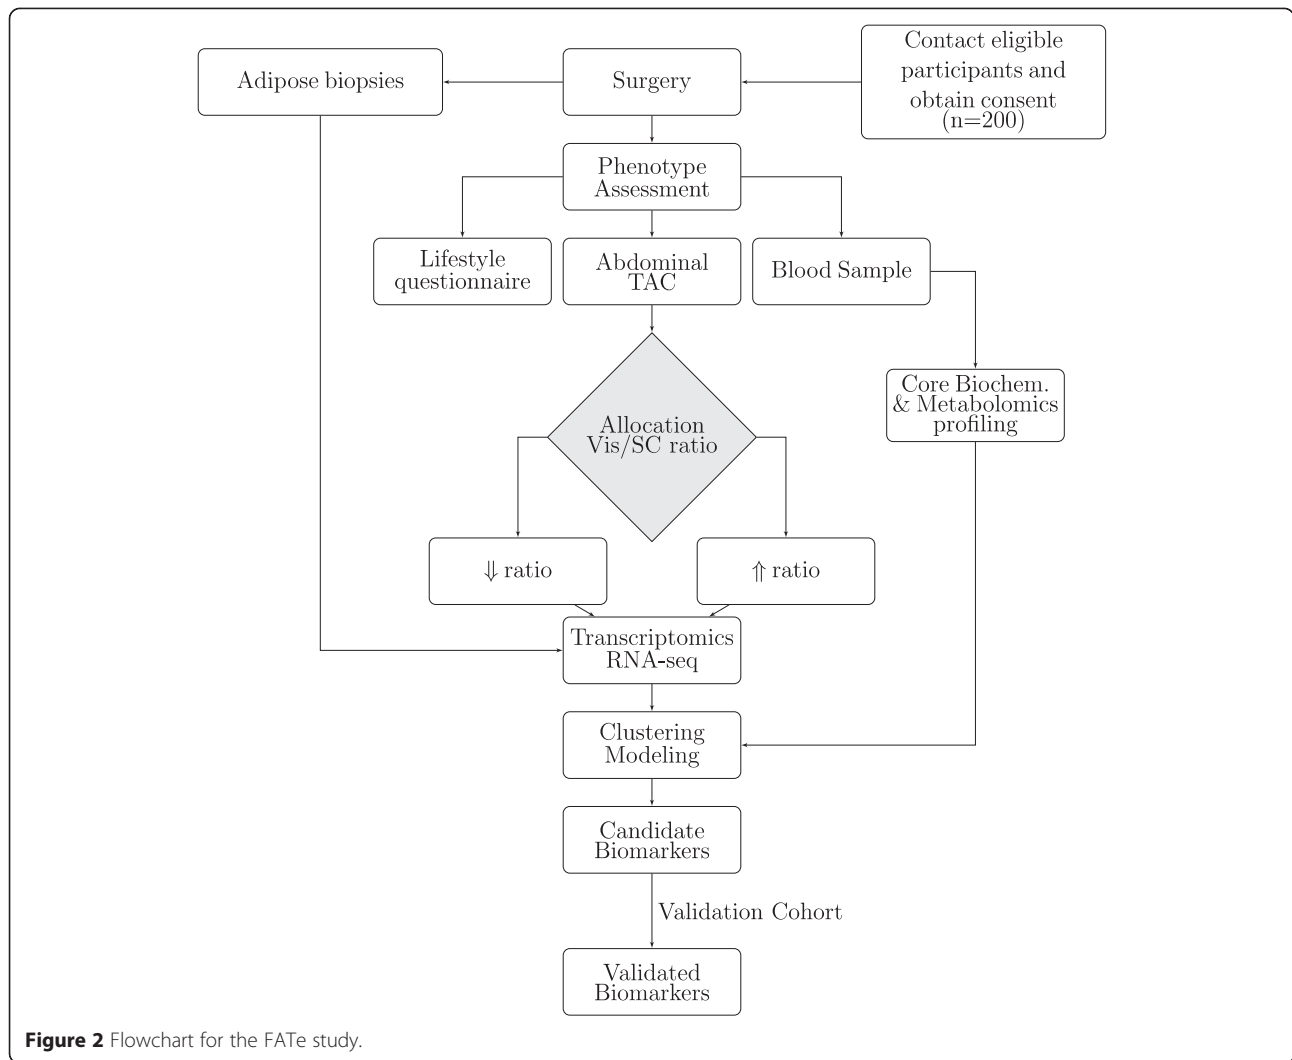 Adipose biopsies
Surgery
Contact eligible
participants and
obtain consent
(n=200)
Phenotype
Assessment
Lifestyle
questionnaire
Abdominal
TAC
Blood Sample
Core Biochem.
& Metabolomics
profiling
Allocation
Vis/SC ratio
⇓ ratio
⇑ ratio
Transcriptomics
RNA-seq
Clustering
Modeling
Candidate
Biomarkers
Validation Cohort
Validated
Biomarkers
Figure 2 Flowchart for the FATe study.